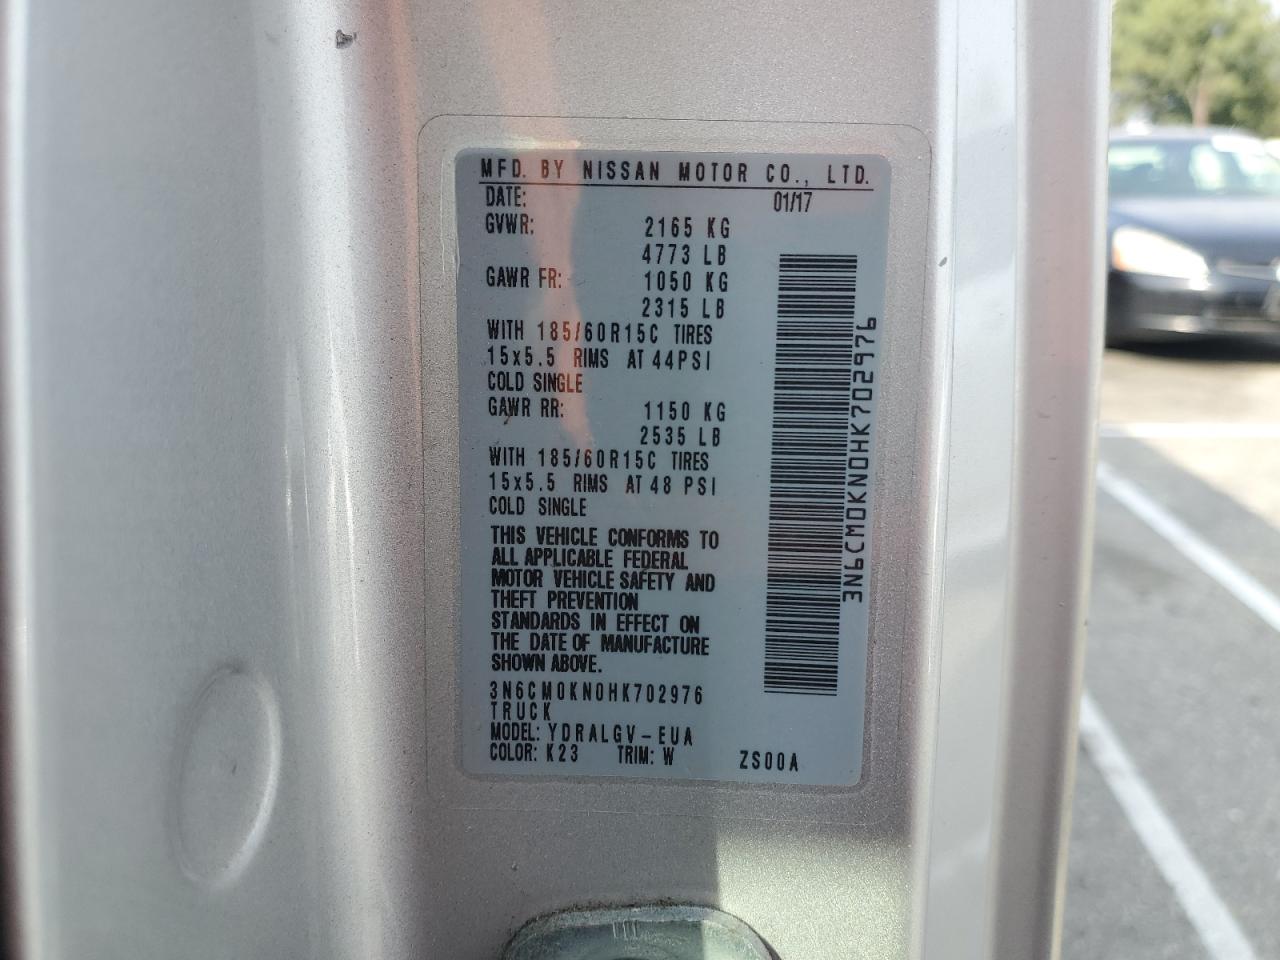 MFD. BY NISSAN MOTOR CO., LTD.
DATE: 01/17
GVWR: 2165 KG
4773 LB
GAWR FR: 1050 KG
2315 LB
WITH 185/60R15C TIRES
15x5.5 RIMS AT 44PSI
COLD SINGLE
GAWR RR: 1150 KG
2535 LB
WITH 185/60R15C TIRES
15x5.5 RIMS AT 48 PSI
COLD SINGLE
THIS VEHICLE CONFORMS TO
ALL APPLICABLE FEDERAL
MOTOR VEHICLE SAFETY AND
THEFT PREVENTION
STANDARDS IN EFFECT ON
THE DATE OF MANUFACTURE
SHOWN ABOVE.
3N6CM0KN0HK702976
TRUCK
MODEL: YDRALGV-EUA
COLOR: K23 TRIM: W ZS00A
3N6CM0KN0HK702976